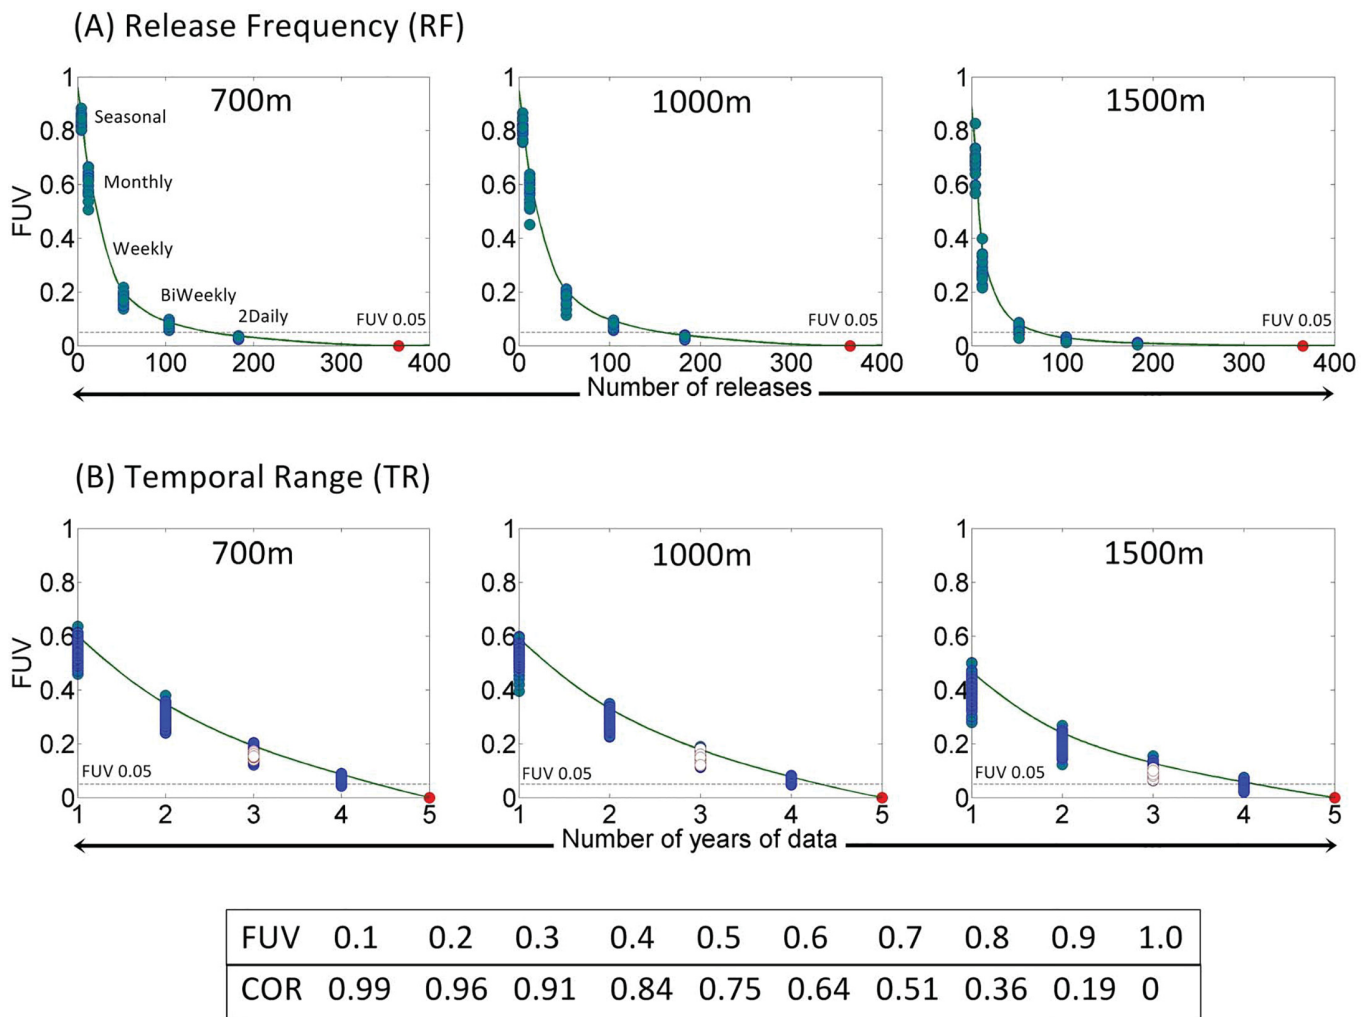 (A) Release Frequency (RF)
700m
1000m
1500m
FUV
1
0.8
0.6
0.4
0.2
0
Seasonal
Monthly
Weekly
BiWeekly
2Daily
FUV 0.05
0 100 200 300 400
1
0.8
0.6
0.4
0.2
0
FUV 0.05
0 100 200 300 400
1
0.8
0.6
0.4
0.2
0
FUV 0.05
0 100 200 300 400
Number of releases
(B) Temporal Range (TR)
700m
1000m
1500m
FUV
1
0.8
0.6
0.4
0.2
0
FUV 0.05
1 2 3 4 5
1
0.8
0.6
0.4
0.2
0
FUV 0.05
1 2 3 4 5
1
0.8
0.6
0.4
0.2
0
FUV 0.05
1 2 3 4 5
Number of years of data
FUV 0.1 0.2 0.3 0.4 0.5 0.6 0.7 0.8 0.9 1.0
COR 0.99 0.96 0.91 0.84 0.75 0.64 0.51 0.36 0.19 0